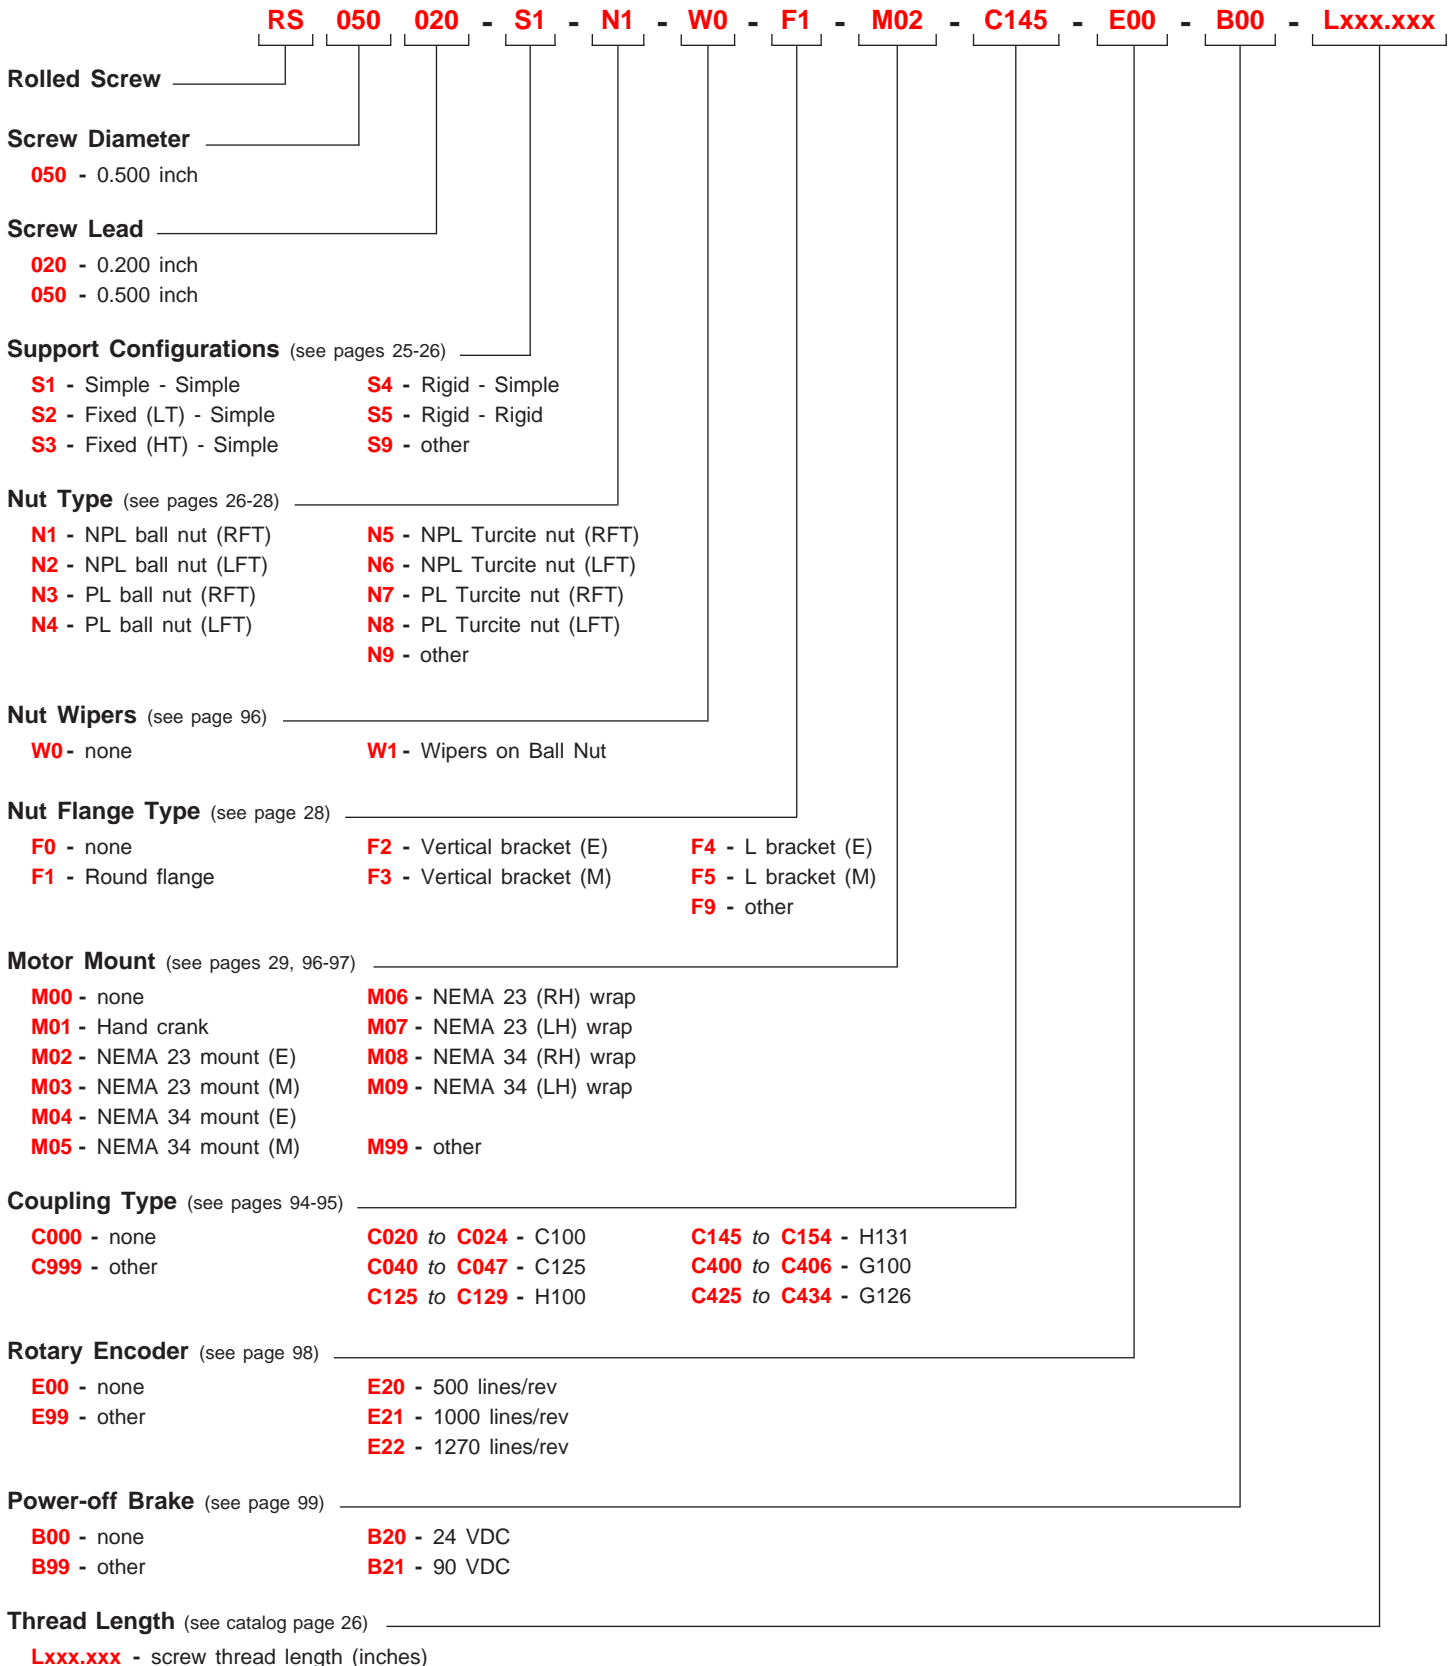 RS 050 020 - S1 - N1 - W0 - F1 - M02 - C145 - E00 - B00 - Lxxx.xxx
Rolled Screw
Screw Diameter
050 - 0.500 inch
Screw Lead
020 - 0.200 inch
050 - 0.500 inch
Support Configurations (see pages 25-26)
S1 - Simple - Simple S4 - Rigid - Simple
S2 - Fixed (LT) - Simple S5 - Rigid - Rigid
S3 - Fixed (HT) - Simple S9 - other
Nut Type (see pages 26-28)
N1 - NPL ball nut (RFT) N5 - NPL Turcite nut (RFT)
N2 - NPL ball nut (LFT) N6 - NPL Turcite nut (LFT)
N3 - PL ball nut (RFT) N7 - PL Turcite nut (RFT)
N4 - PL ball nut (LFT) N8 - PL Turcite nut (LFT)
N9 - other
Nut Wipers (see page 96)
W0 - none W1 - Wipers on Ball Nut
Nut Flange Type (see page 28)
F0 - none F2 - Vertical bracket (E) F4 - L bracket (E)
F1 - Round flange F3 - Vertical bracket (M) F5 - L bracket (M)
F9 - other
Motor Mount (see pages 29, 96-97)
M00 - none M06 - NEMA 23 (RH) wrap
M01 - Hand crank M07 - NEMA 23 (LH) wrap
M02 - NEMA 23 mount (E) M08 - NEMA 34 (RH) wrap
M03 - NEMA 23 mount (M) M09 - NEMA 34 (LH) wrap
M04 - NEMA 34 mount (E)
M05 - NEMA 34 mount (M) M99 - other
Coupling Type (see pages 94-95)
C000 - none C020 to C024 - C100 C145 to C154 - H131
C999 - other C040 to C047 - C125 C400 to C406 - G100
C125 to C129 - H100 C425 to C434 - G126
Rotary Encoder (see page 98)
E00 - none E20 - 500 lines/rev
E99 - other E21 - 1000 lines/rev
E22 - 1270 lines/rev
Power-off Brake (see page 99)
B00 - none B20 - 24 VDC
B99 - other B21 - 90 VDC
Thread Length (see catalog page 26)
Lxxx.xxx - screw thread length (inches)